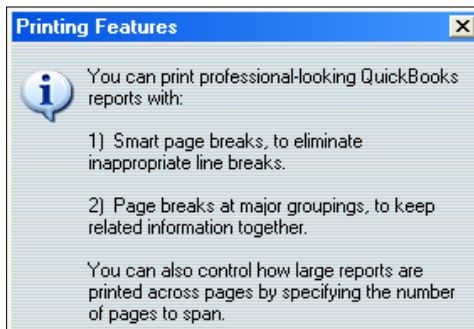 Printing Features
You can print professional-looking QuickBooks
reports with:
1) Smart page breaks, to eliminate
inappropriate line breaks.
2) Page breaks at major groupings, to keep
related information together.
You can also control how large reports are
printed across pages by specifying the number
of pages to span.